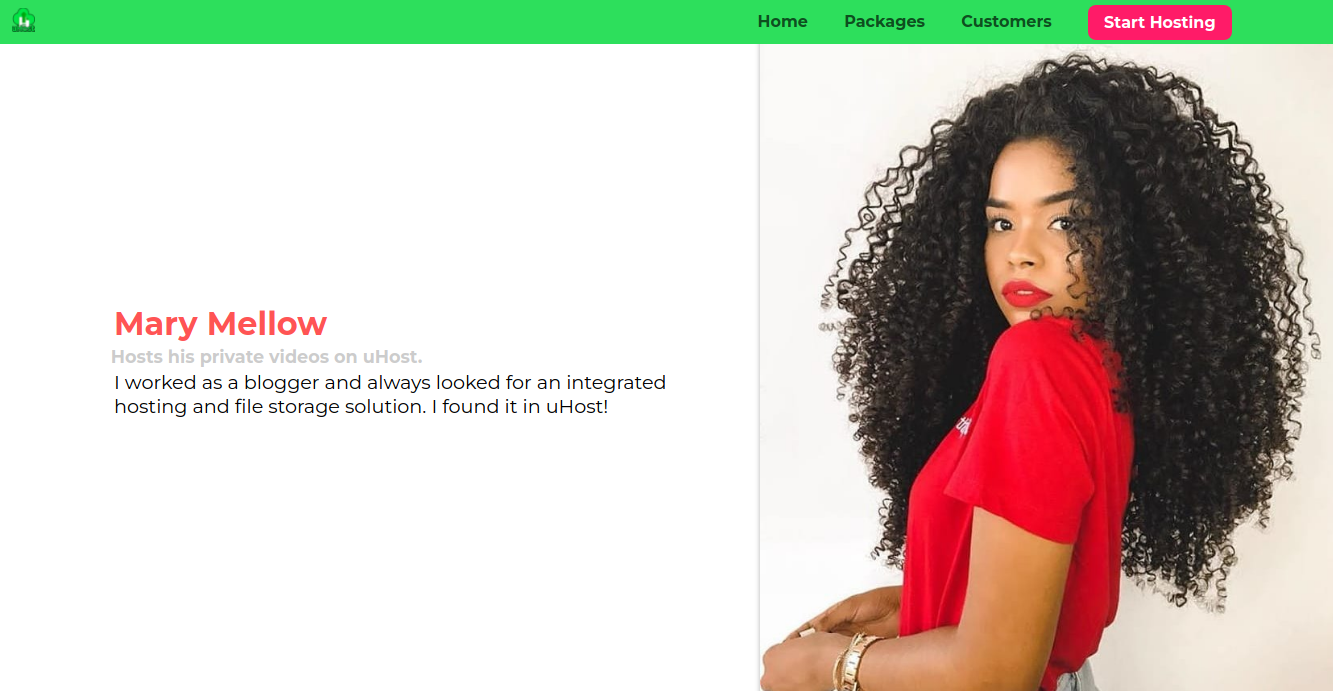 Home Packages Customers Start Hosting
Mary Mellow
Hosts his private videos on uHost.
I worked as a blogger and always looked for an integrated
hosting and file storage solution. I found it in uHost!